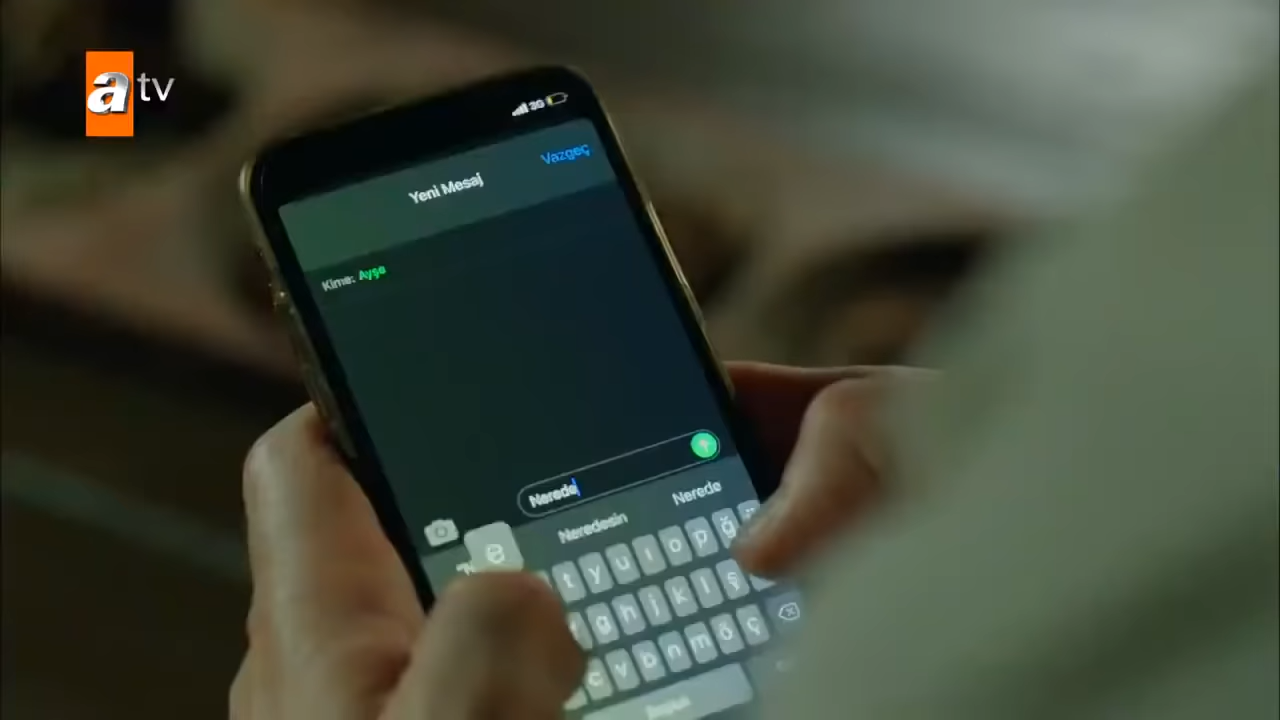 atv
3G
Vazgeç
Yeni Mesaj
Kime: Ayşe
Nerede
Neredesin
Nerede
e
t y u ı o p ğ ü
g h j k l ş
c v b n m ö ç